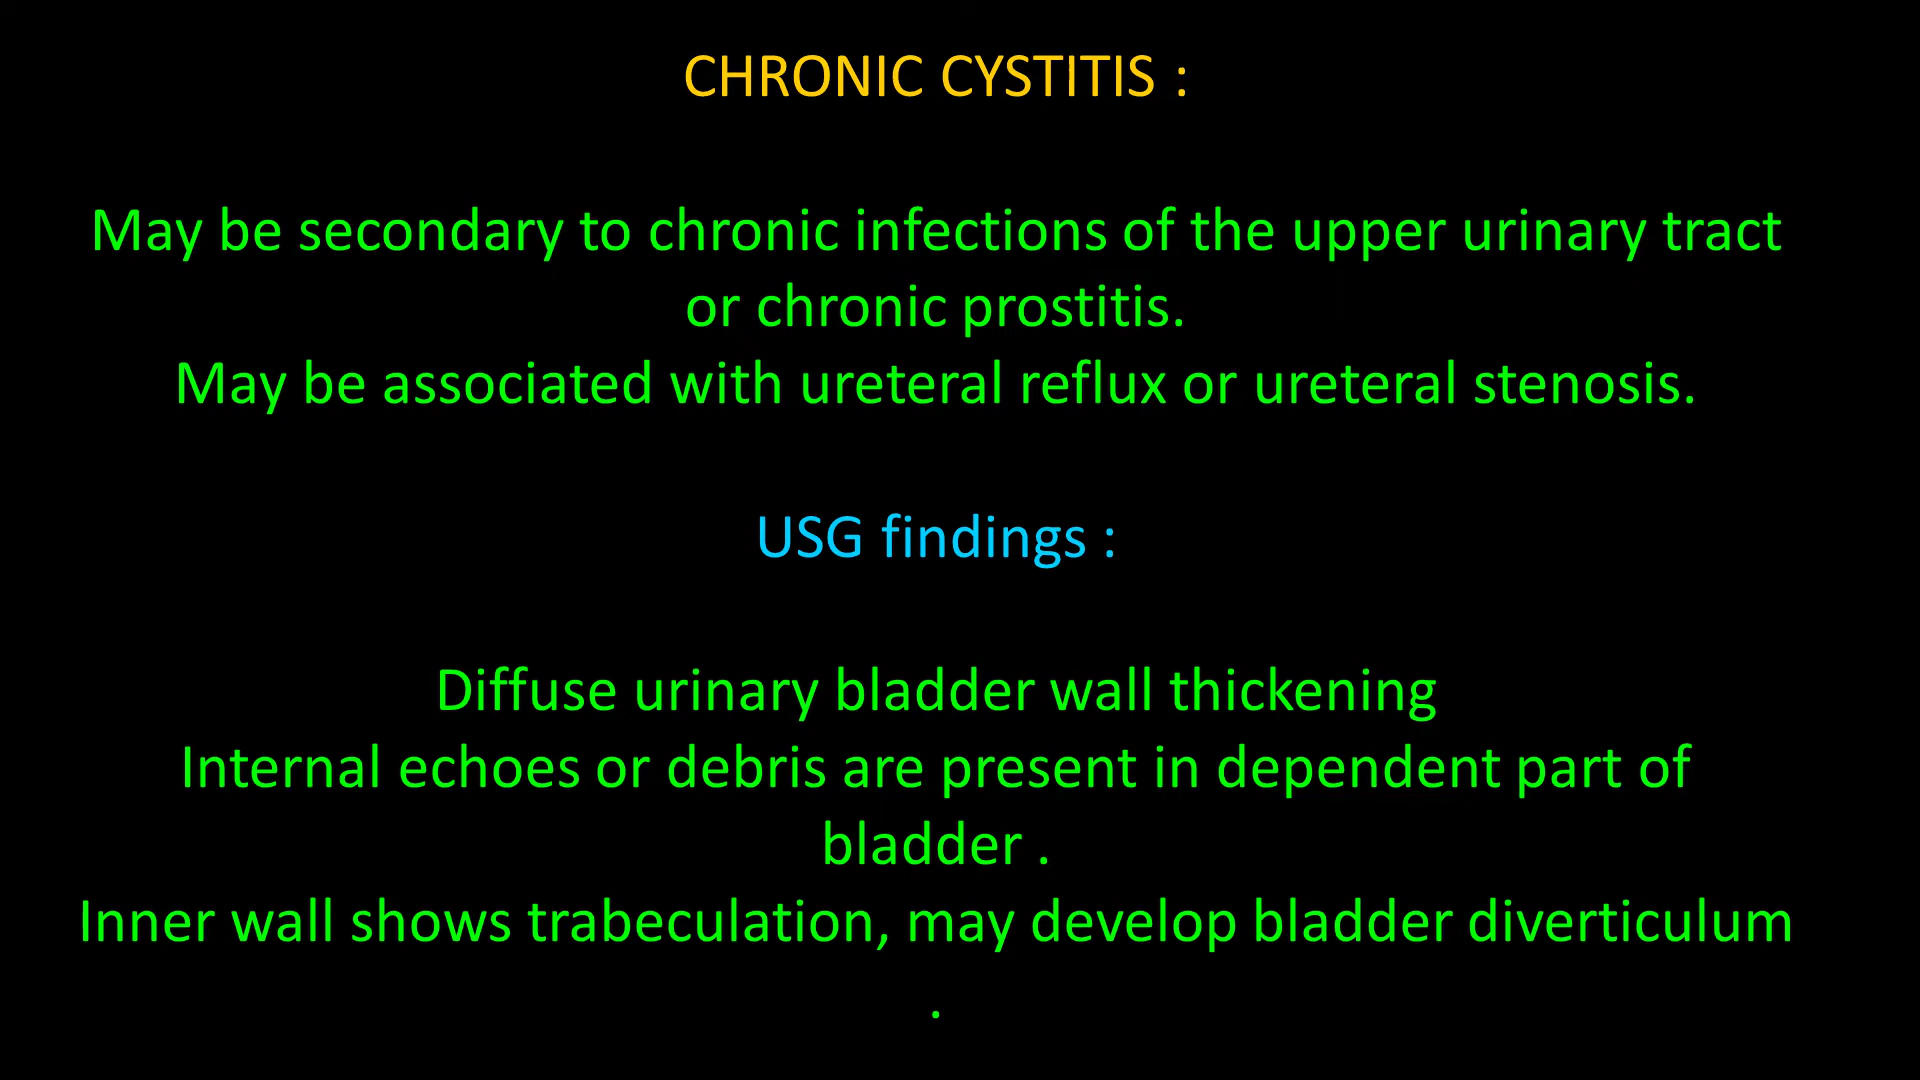 CHRONIC CYSTITIS :
May be secondary to chronic infections of the upper urinary tract
or chronic prostitis.
May be associated with ureteral reflux or ureteral stenosis.
USG findings :
Diffuse urinary bladder wall thickening
Internal echoes or debris are present in dependent part of
bladder .
Inner wall shows trabeculation, may develop bladder diverticulum
.